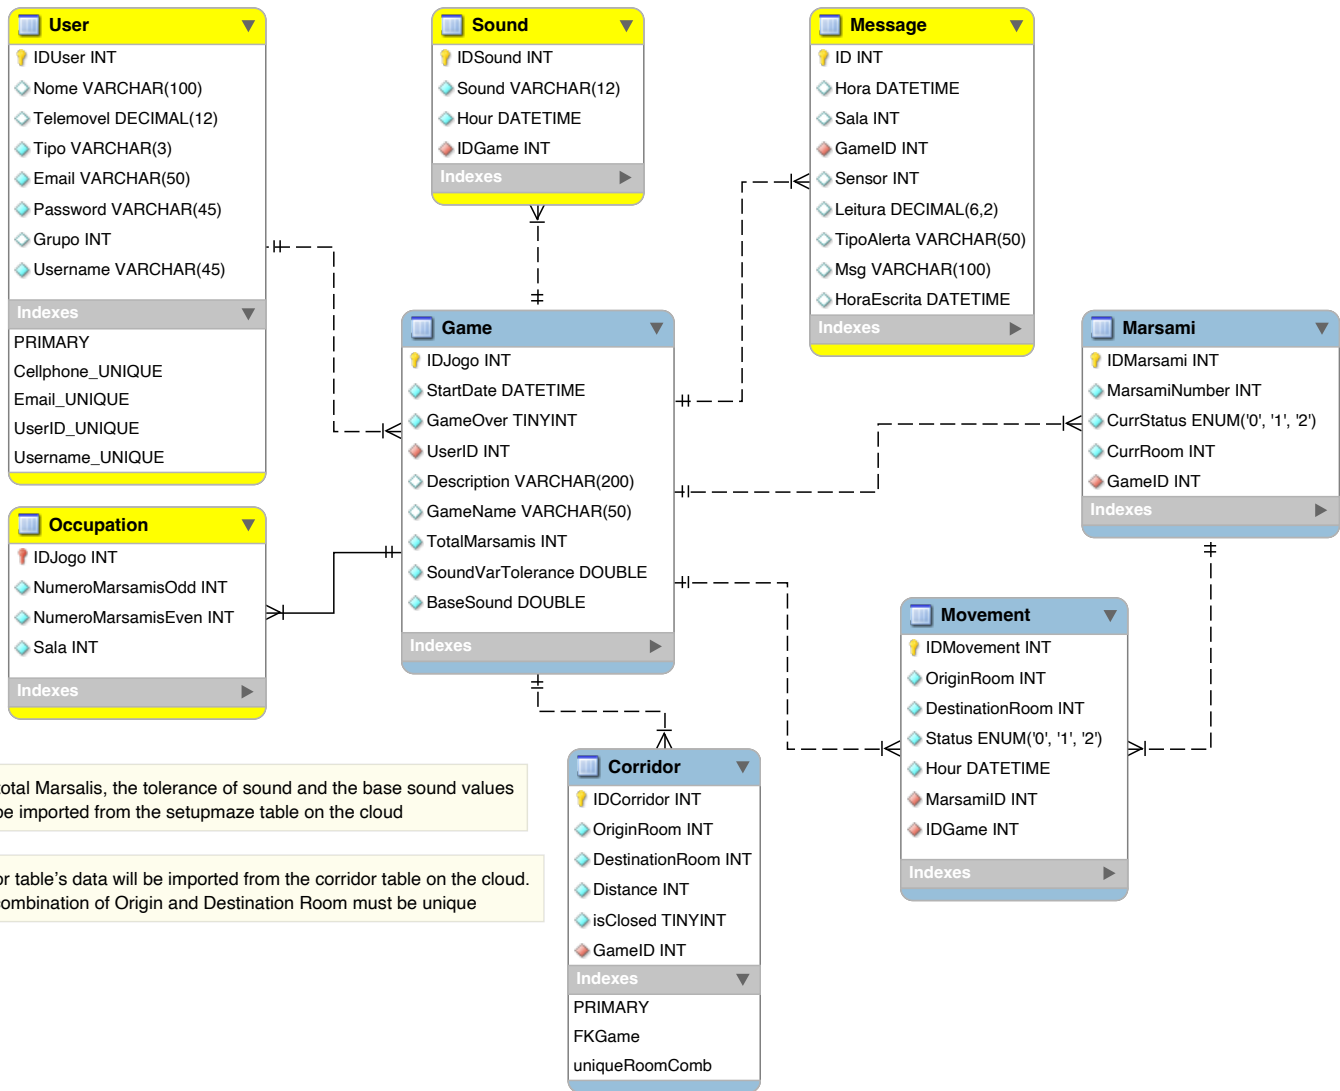 User
IDUser INT
Nome VARCHAR(100)
Telemovel DECIMAL(12)
Tipo VARCHAR(3)
Email VARCHAR(50)
Password VARCHAR(45)
Grupo INT
Username VARCHAR(45)
Indexes
PRIMARY
Cellphone_UNIQUE
Email_UNIQUE
UserID_UNIQUE
Username_UNIQUE
Sound
IDSound INT
Sound VARCHAR(12)
Hour DATETIME
IDGame INT
Indexes
Message
ID INT
Hora DATETIME
Sala INT
GameID INT
Sensor INT
Leitura DECIMAL(6,2)
TipoAlerta VARCHAR(50)
Msg VARCHAR(100)
HoraEscrita DATETIME
Indexes
Game
IDJogo INT
StartDate DATETIME
GameOver TINYINT
UserID INT
Description VARCHAR(200)
GameName VARCHAR(50)
TotalMarsamis INT
SoundVarTolerance DOUBLE
BaseSound DOUBLE
Indexes
Marsami
IDMarsami INT
MarsamiNumber INT
CurrStatus ENUM('0', '1', '2')
CurrRoom INT
GameID INT
Indexes
Occupation
IDJogo INT
NumeroMarsamisOdd INT
NumeroMarsamisEven INT
Sala INT
Indexes
Movement
IDMovement INT
OriginRoom INT
DestinationRoom INT
Status ENUM('0', '1', '2')
Hour DATETIME
MarsamiID INT
IDGame INT
Indexes
Corridor
IDCorridor INT
OriginRoom INT
DestinationRoom INT
Distance INT
isClosed TINYINT
GameID INT
Indexes
PRIMARY
FKGame
uniqueRoomComb
total Marsalis, the tolerance of sound and the base sound values
be imported from the setupmaze table on the cloud
or table's data will be imported from the corridor table on the cloud.
combination of Origin and Destination Room must be unique